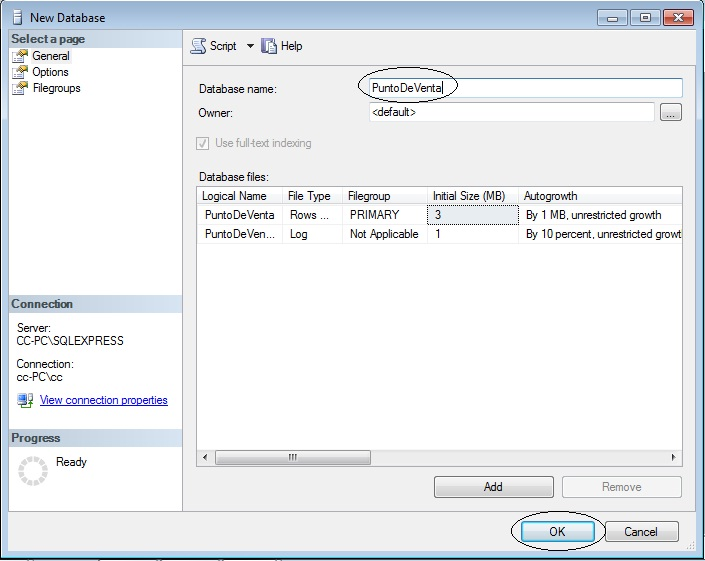 New Database
Select a page
General
Options
Filegroups
Script
Help
Database name:
PuntoDeVenta
Owner:
<default>
...
Use full-text indexing
Database files:
Logical Name File Type Filegroup Initial Size (MB) Autogrowth
PuntoDeVenta Rows ... PRIMARY 3 By 1 MB, unrestricted growth
PuntoDeVen... Log Not Applicable 1 By 10 percent, unrestricted growt
Connection
Server:
CC-PC\SQLEXPRESS
Connection:
cc-PC\cc
View connection properties
Progress
Ready
Add
Remove
OK
Cancel